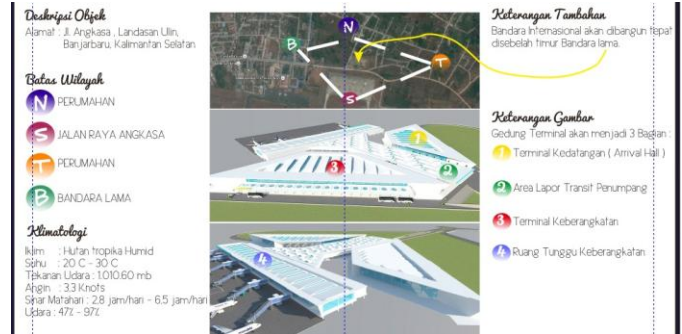 Deskripsi Objek
Alamat : Jl. Angkasa , Landasan Ulin,
Banjarbaru, Kalimantan Selatan
Batas Wilayah
N PERUMAHAN
S JALAN RAYA ANGKASA
T PERUMAHAN
B BANDARA LAMA
Klimatologi
Iklim : Hutan tropika Humid
Suhu : 20 C - 30 C
Tekanan Udara : 1.010.60 mb
Angin : 3.3 Knots
Sinar Matahari : 2.8 jam/hari - 6.5 jam/hari
Udara : 47% - 97%
N
B
T
S
1
3
2
4
Keterangan Tambahan
Bandara Internasional akan dibangun tepat
disebelah timur Bandara lama.
Keterangan Gambar
Gedung Terminal akan menjadi 3 Bagian :
1 Terminal Kedatangan ( Arrival Hall )
2 Area Lapor Transit Penumpang
3 Terminal Keberangkatan
4 Ruang Tunggu Keberangkatan